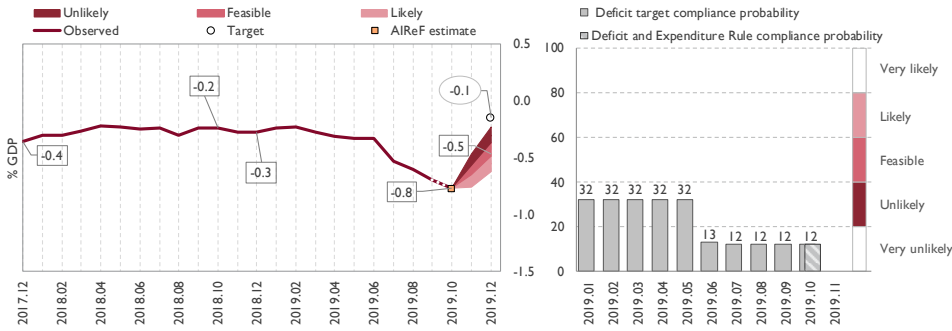 Unlikely Feasible Likely
Observed Target AIReF estimate
Deficit target compliance probability
Deficit and Expenditure Rule compliance probability
% GDP
0.5
0.0
-0.5
-1.0
-1.5
-0.4
-0.2
-0.3
-0.8
-0.5
-0.1
2017.12 2018.02 2018.04 2018.06 2018.08 2018.10 2018.12 2019.02 2019.04 2019.06 2019.08 2019.10 2019.12
100
80
60
40
20
0
32 32 32 32 32 13 12 12 12 12
2019.01 2019.02 2019.03 2019.04 2019.05 2019.06 2019.07 2019.08 2019.09 2019.10 2019.11
Very likely
Likely
Feasible
Unlikely
Very unlikely